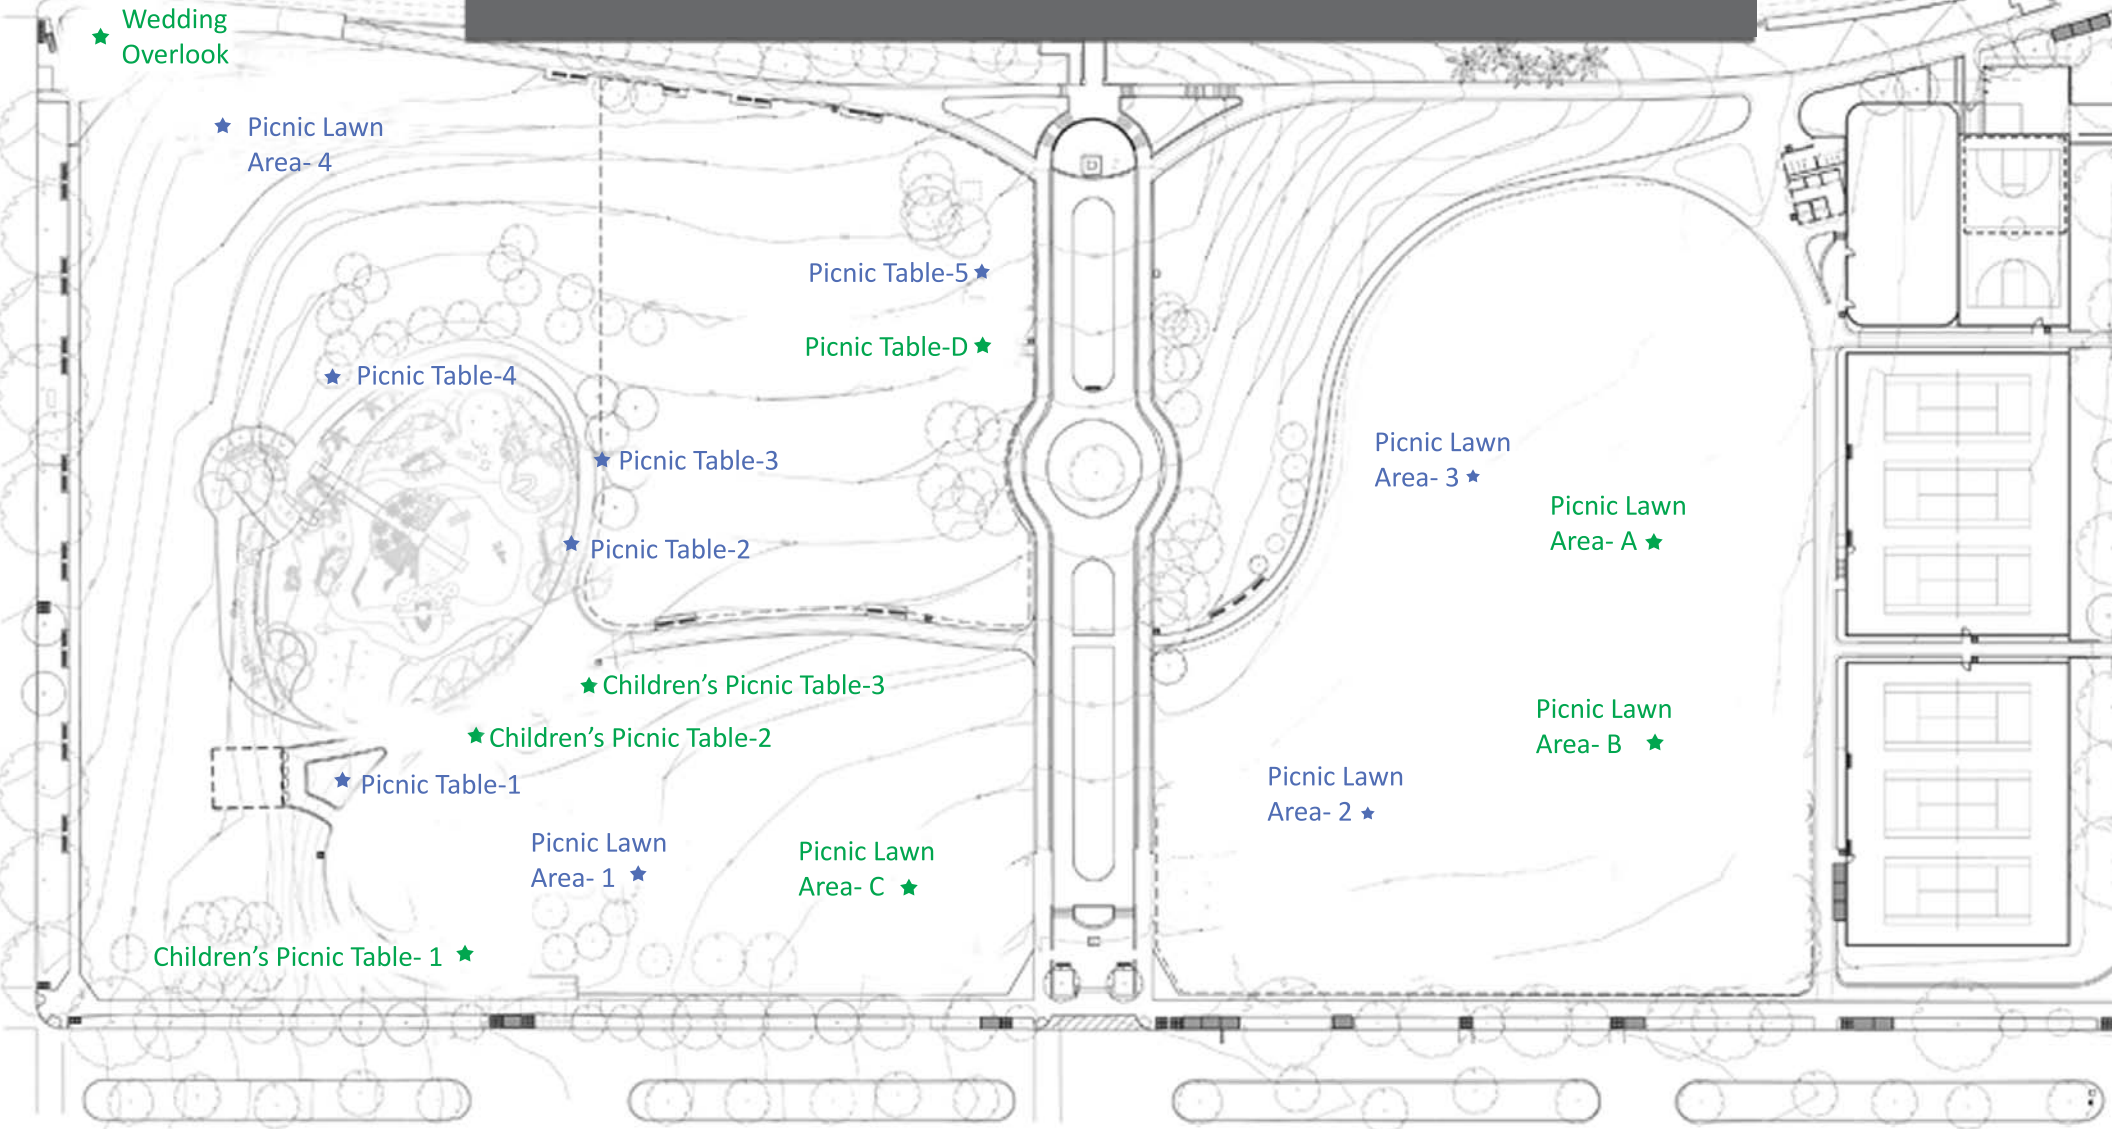 Wedding
Overlook
Picnic Lawn
Area- 4
Picnic Table-5
Picnic Table-D
Picnic Table-4
Picnic Lawn
Area- 3
Picnic Table-3
Picnic Lawn
Area- A
Picnic Table-2
Children’s Picnic Table-3
Picnic Lawn
Area- B
Children’s Picnic Table-2
Picnic Table-1
Picnic Lawn
Area- 2
Picnic Lawn
Area- 1
Picnic Lawn
Area- C
Children’s Picnic Table- 1